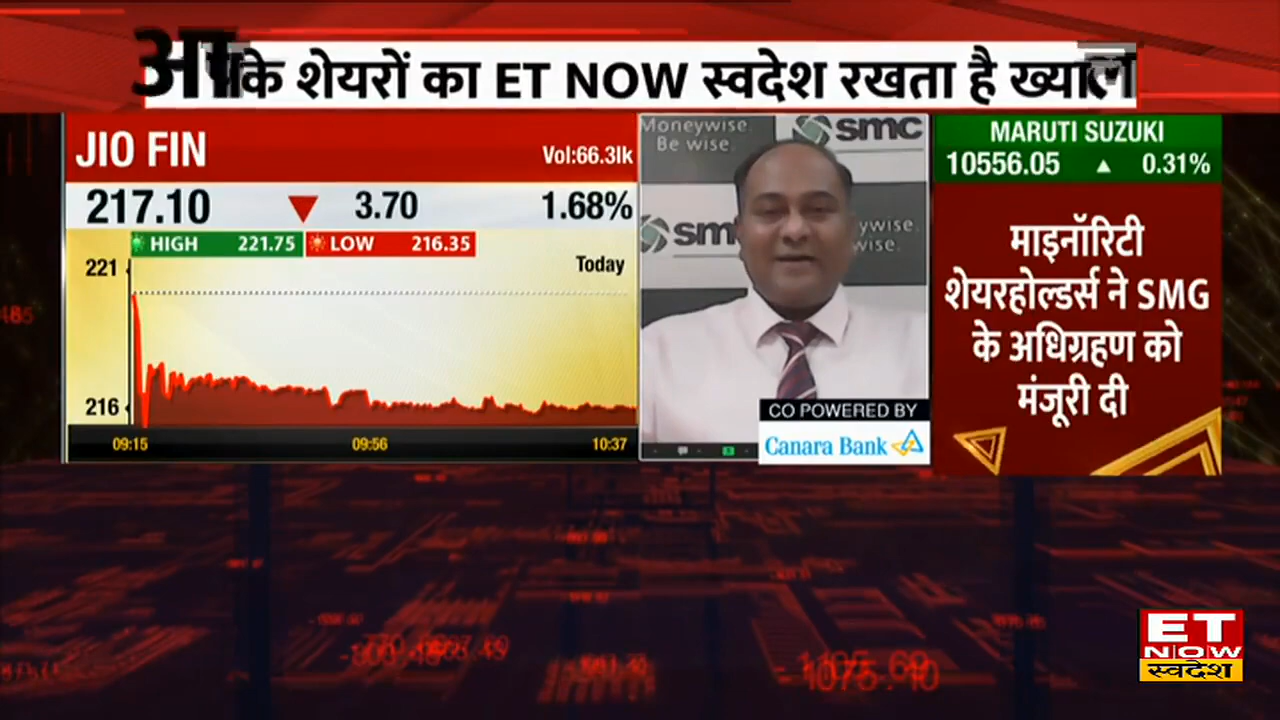 आपके शेयरों का ET NOW स्वदेश रखता है ख्याल
JIO FIN
Vol:66.3lk
217.10 ▼ 3.70 1.68%
HIGH 221.75 LOW 216.35
Today
221
216
09:15 09:56 10:37
Moneywise.
Be wise.
smc
CO POWERED BY
Canara Bank
MARUTI SUZUKI
10556.05 ▲ 0.31%
माइनॉरिटी
शेयरहोल्डर्स ने SMG
के अधिग्रहण को
मंजूरी दी
ET
NOW
स्वदेश